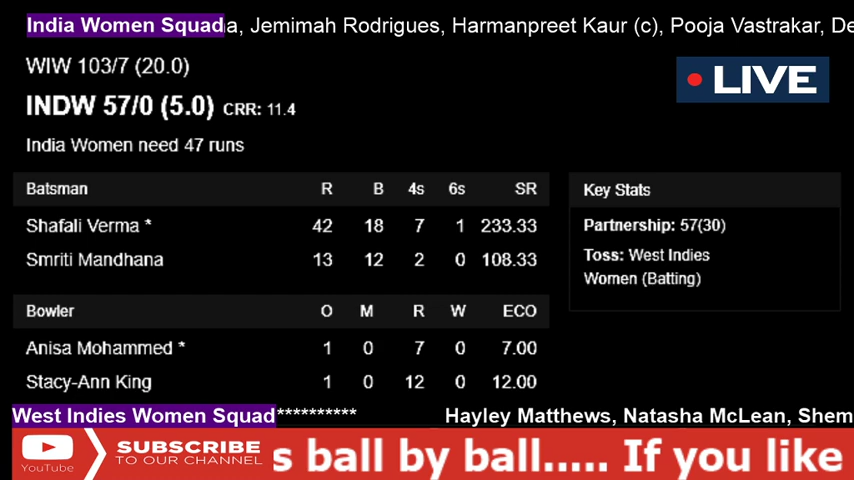 India Women Squad a, Jemimah Rodrigues, Harmanpreet Kaur (c), Pooja Vastrakar, De
WIW 103/7 (20.0)
LIVE
INDW 57/0 (5.0) CRR: 11.4
India Women need 47 runs
Batsman R B 4s 6s SR
Shafali Verma * 42 18 7 1 233.33
Smriti Mandhana 13 12 2 0 108.33
Key Stats
Partnership: 57(30)
Toss: West Indies
Women (Batting)
Bowler O M R W ECO
Anisa Mohammed * 1 0 7 0 7.00
Stacy-Ann King 1 0 12 0 12.00
West Indies Women Squad********** Hayley Matthews, Natasha McLean, Shem
YouTube
SUBSCRIBE
TO OUR CHANNEL
s ball by ball..... If you like